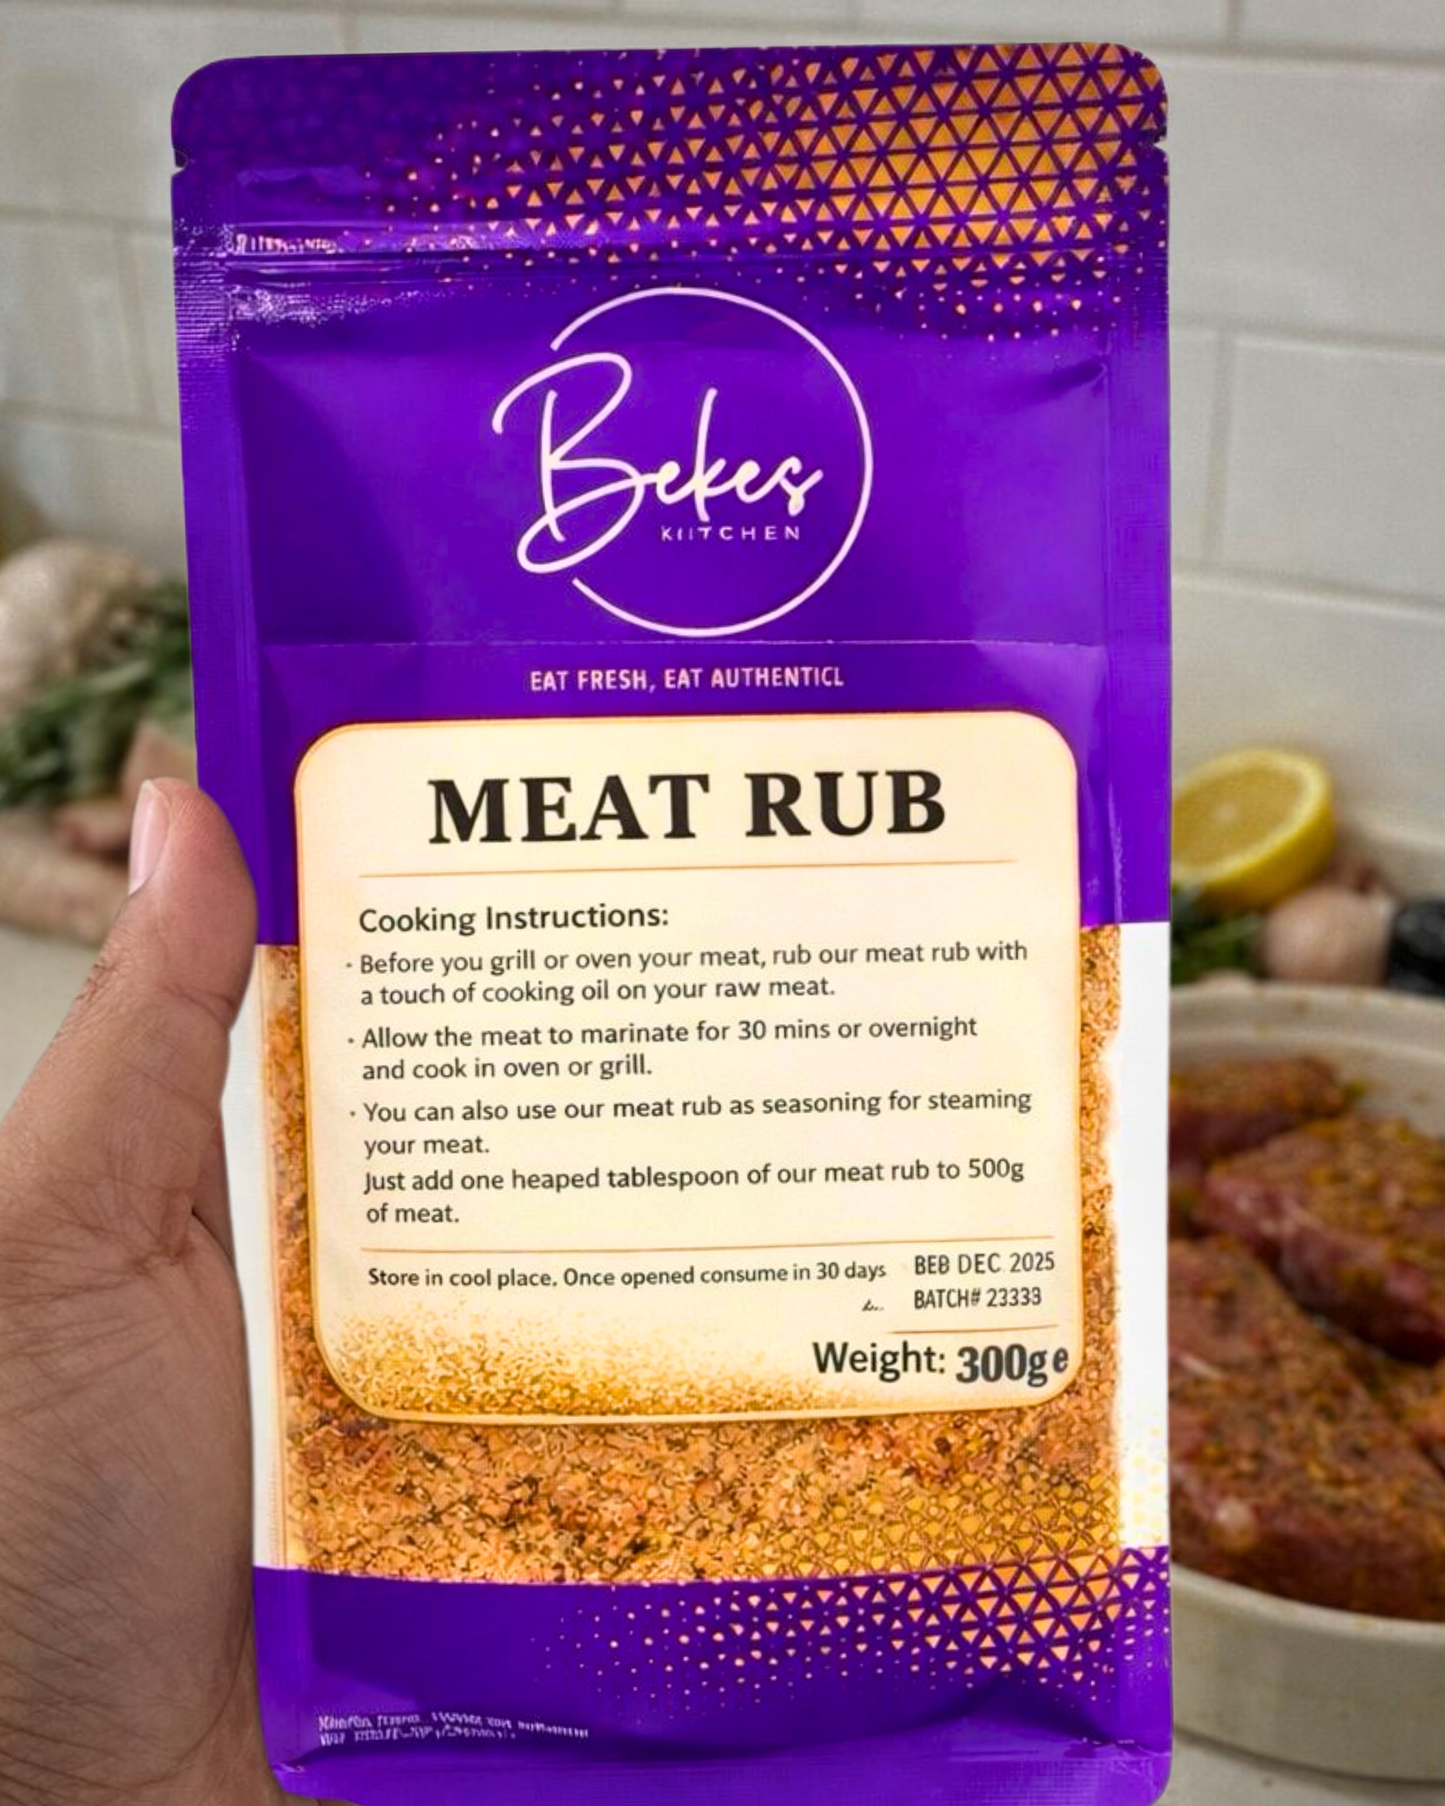 Bekes
KIITCHEN
EAT FRESH, EAT AUTHENTICL
MEAT RUB
Cooking Instructions:
· Before you grill or oven your meat, rub our meat rub with
a touch of cooking oil on your raw meat.
· Allow the meat to marinate for 30 mins or overnight
and cook in oven or grill.
· You can also use our meat rub as seasoning for steaming
your meat.
Just add one heaped tablespoon of our meat rub to 500g
of meat.
Store in cool place. Once opened consume in 30 days
BEB DEC 2025
BATCH# 23333
Weight: 300g e